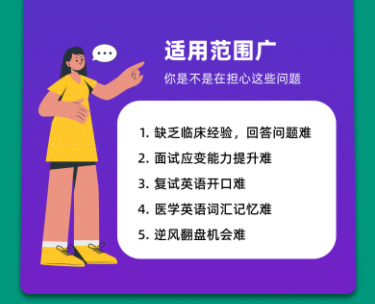 适用范围广
你是不是在担心这些问题
1. 缺乏临床经验，回答问题难
2. 面试应变能力提升难
3. 复试英语开口难
4. 医学英语词汇记忆难
5. 逆风翻盘机会难